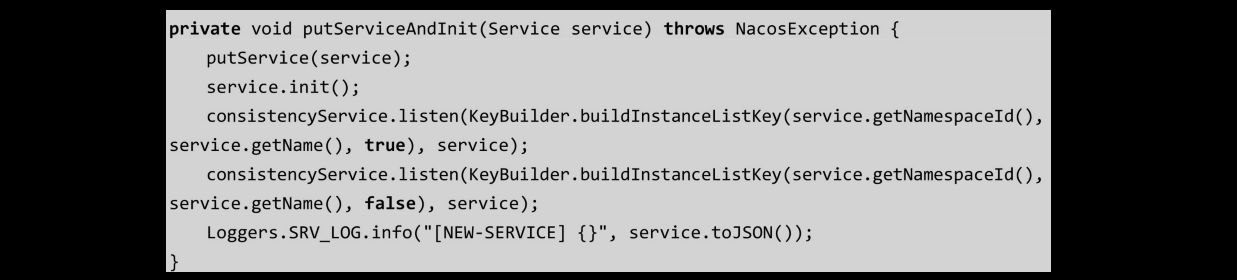 private void putServiceAndInit(Service service) throws NacosException {
putService(service);
service.init();
consistencyService.listen(KeyBuilder.buildInstanceListKey(service.getNamespaceId(),
service.getName(), true), service);
consistencyService.listen(KeyBuilder.buildInstanceListKey(service.getNamespaceId(),
service.getName(), false), service);
Loggers.SRV_LOG.info("[NEW-SERVICE] {}", service.toJSON());
}